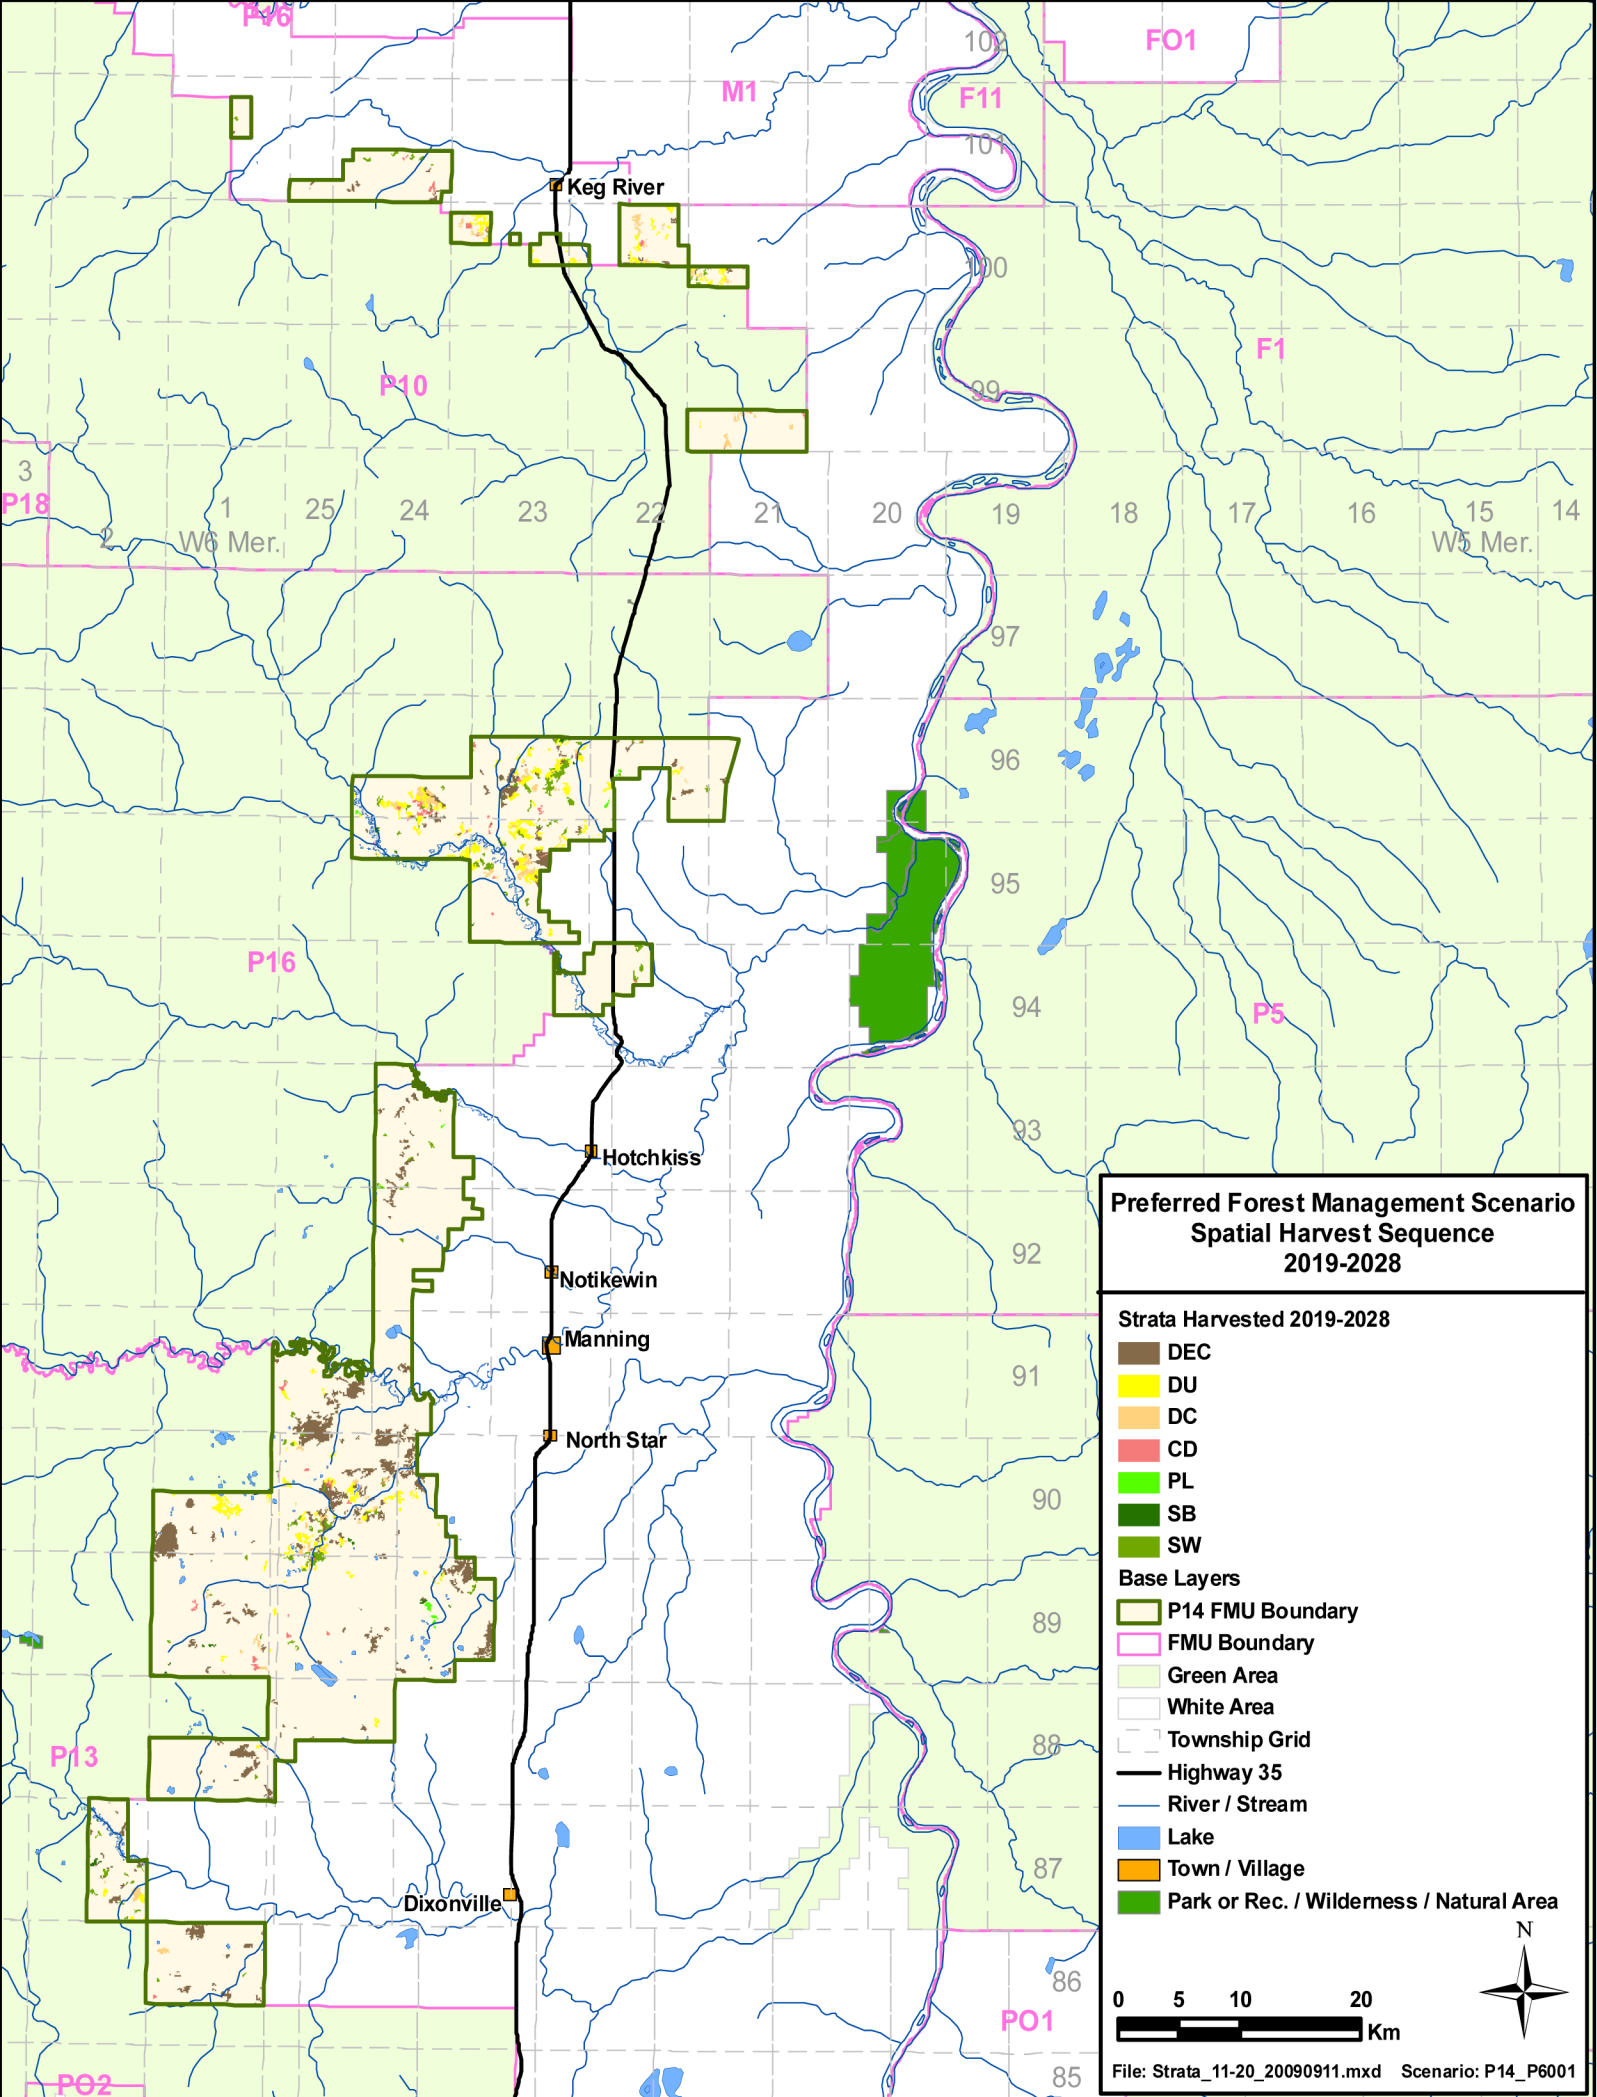 P16
102
FO1
M1
F11
101
Keg River
100
F1
P10
99
3
P18
1
25
24
23
22
21
20
19
18
17
16
15
14
2
W6 Mer.
W5 Mer.
97
96
95
P16
94
P5
93
Hotchkiss
92
Notikewin
Manning
91
North Star
90
89
P13
88
87
Dixonville
86
PO1
85
PO2
Preferred Forest Management Scenario
Spatial Harvest Sequence
2019-2028
Strata Harvested 2019-2028
DEC
DU
DC
CD
PL
SB
SW
Base Layers
P14 FMU Boundary
FMU Boundary
Green Area
White Area
Township Grid
Highway 35
River / Stream
Lake
Town / Village
Park or Rec. / Wilderness / Natural Area
N
0 5 10 20
Km
File: Strata_11-20_20090911.mxd Scenario: P14_P6001